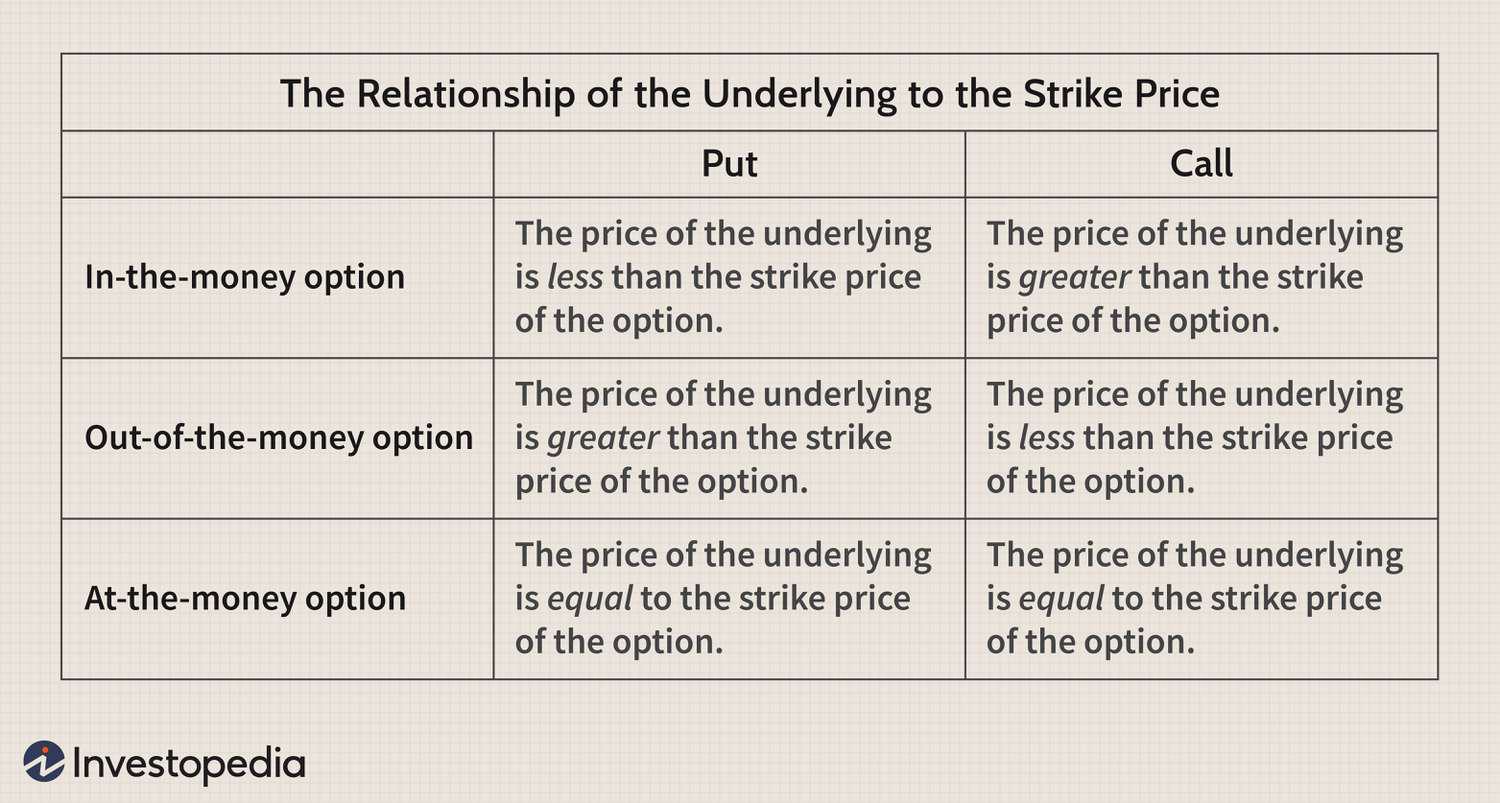 The Relationship of the Underlying to the Strike Price
Put
Call
In-the-money option
The price of the underlying
is less than the strike price
of the option.
The price of the underlying
is greater than the strike
price of the option.
Out-of-the-money option
The price of the underlying
is greater than the strike
price of the option.
The price of the underlying
is less than the strike price
of the option.
At-the-money option
The price of the underlying
is equal to the strike price
of the option.
The price of the underlying
is equal to the strike price
of the option.
Investopedia